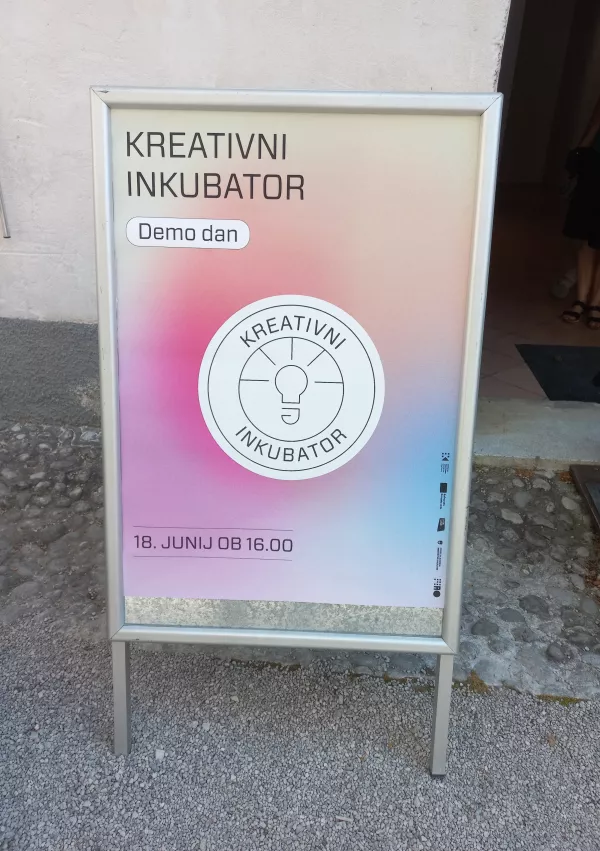 KREATIVNI
INKUBATOR
Demo dan
KREATIVNI
INKUBATOR
18. JUNIJ OB 16.00